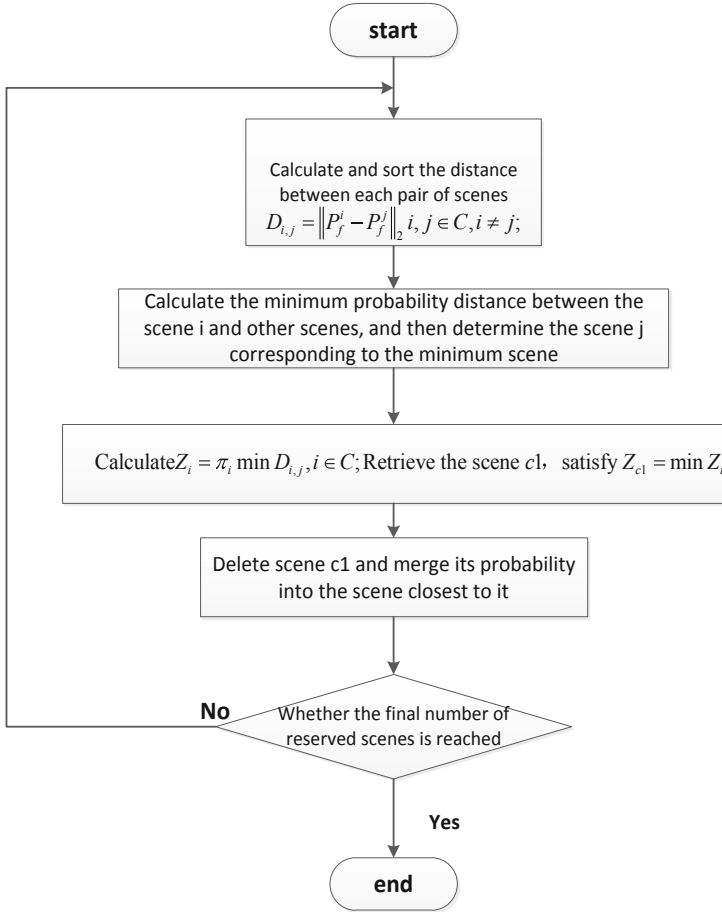 start
Calculate and sort the distance
between each pair of scenes
D_{i,j} = ‖P_f^i − P_f^j‖_2 i, j ∈ C, i ≠ j;
Calculate the minimum probability distance between the
scene i and other scenes, and then determine the scene j
corresponding to the minimum scene
Calculate Z_i = π_i min D_{i,j}, i ∈ C; Retrieve the scene c1, satisfy Z_{c1} = min Z
Delete scene c1 and merge its probability
into the scene closest to it
No
Whether the final number of
reserved scenes is reached
Yes
end